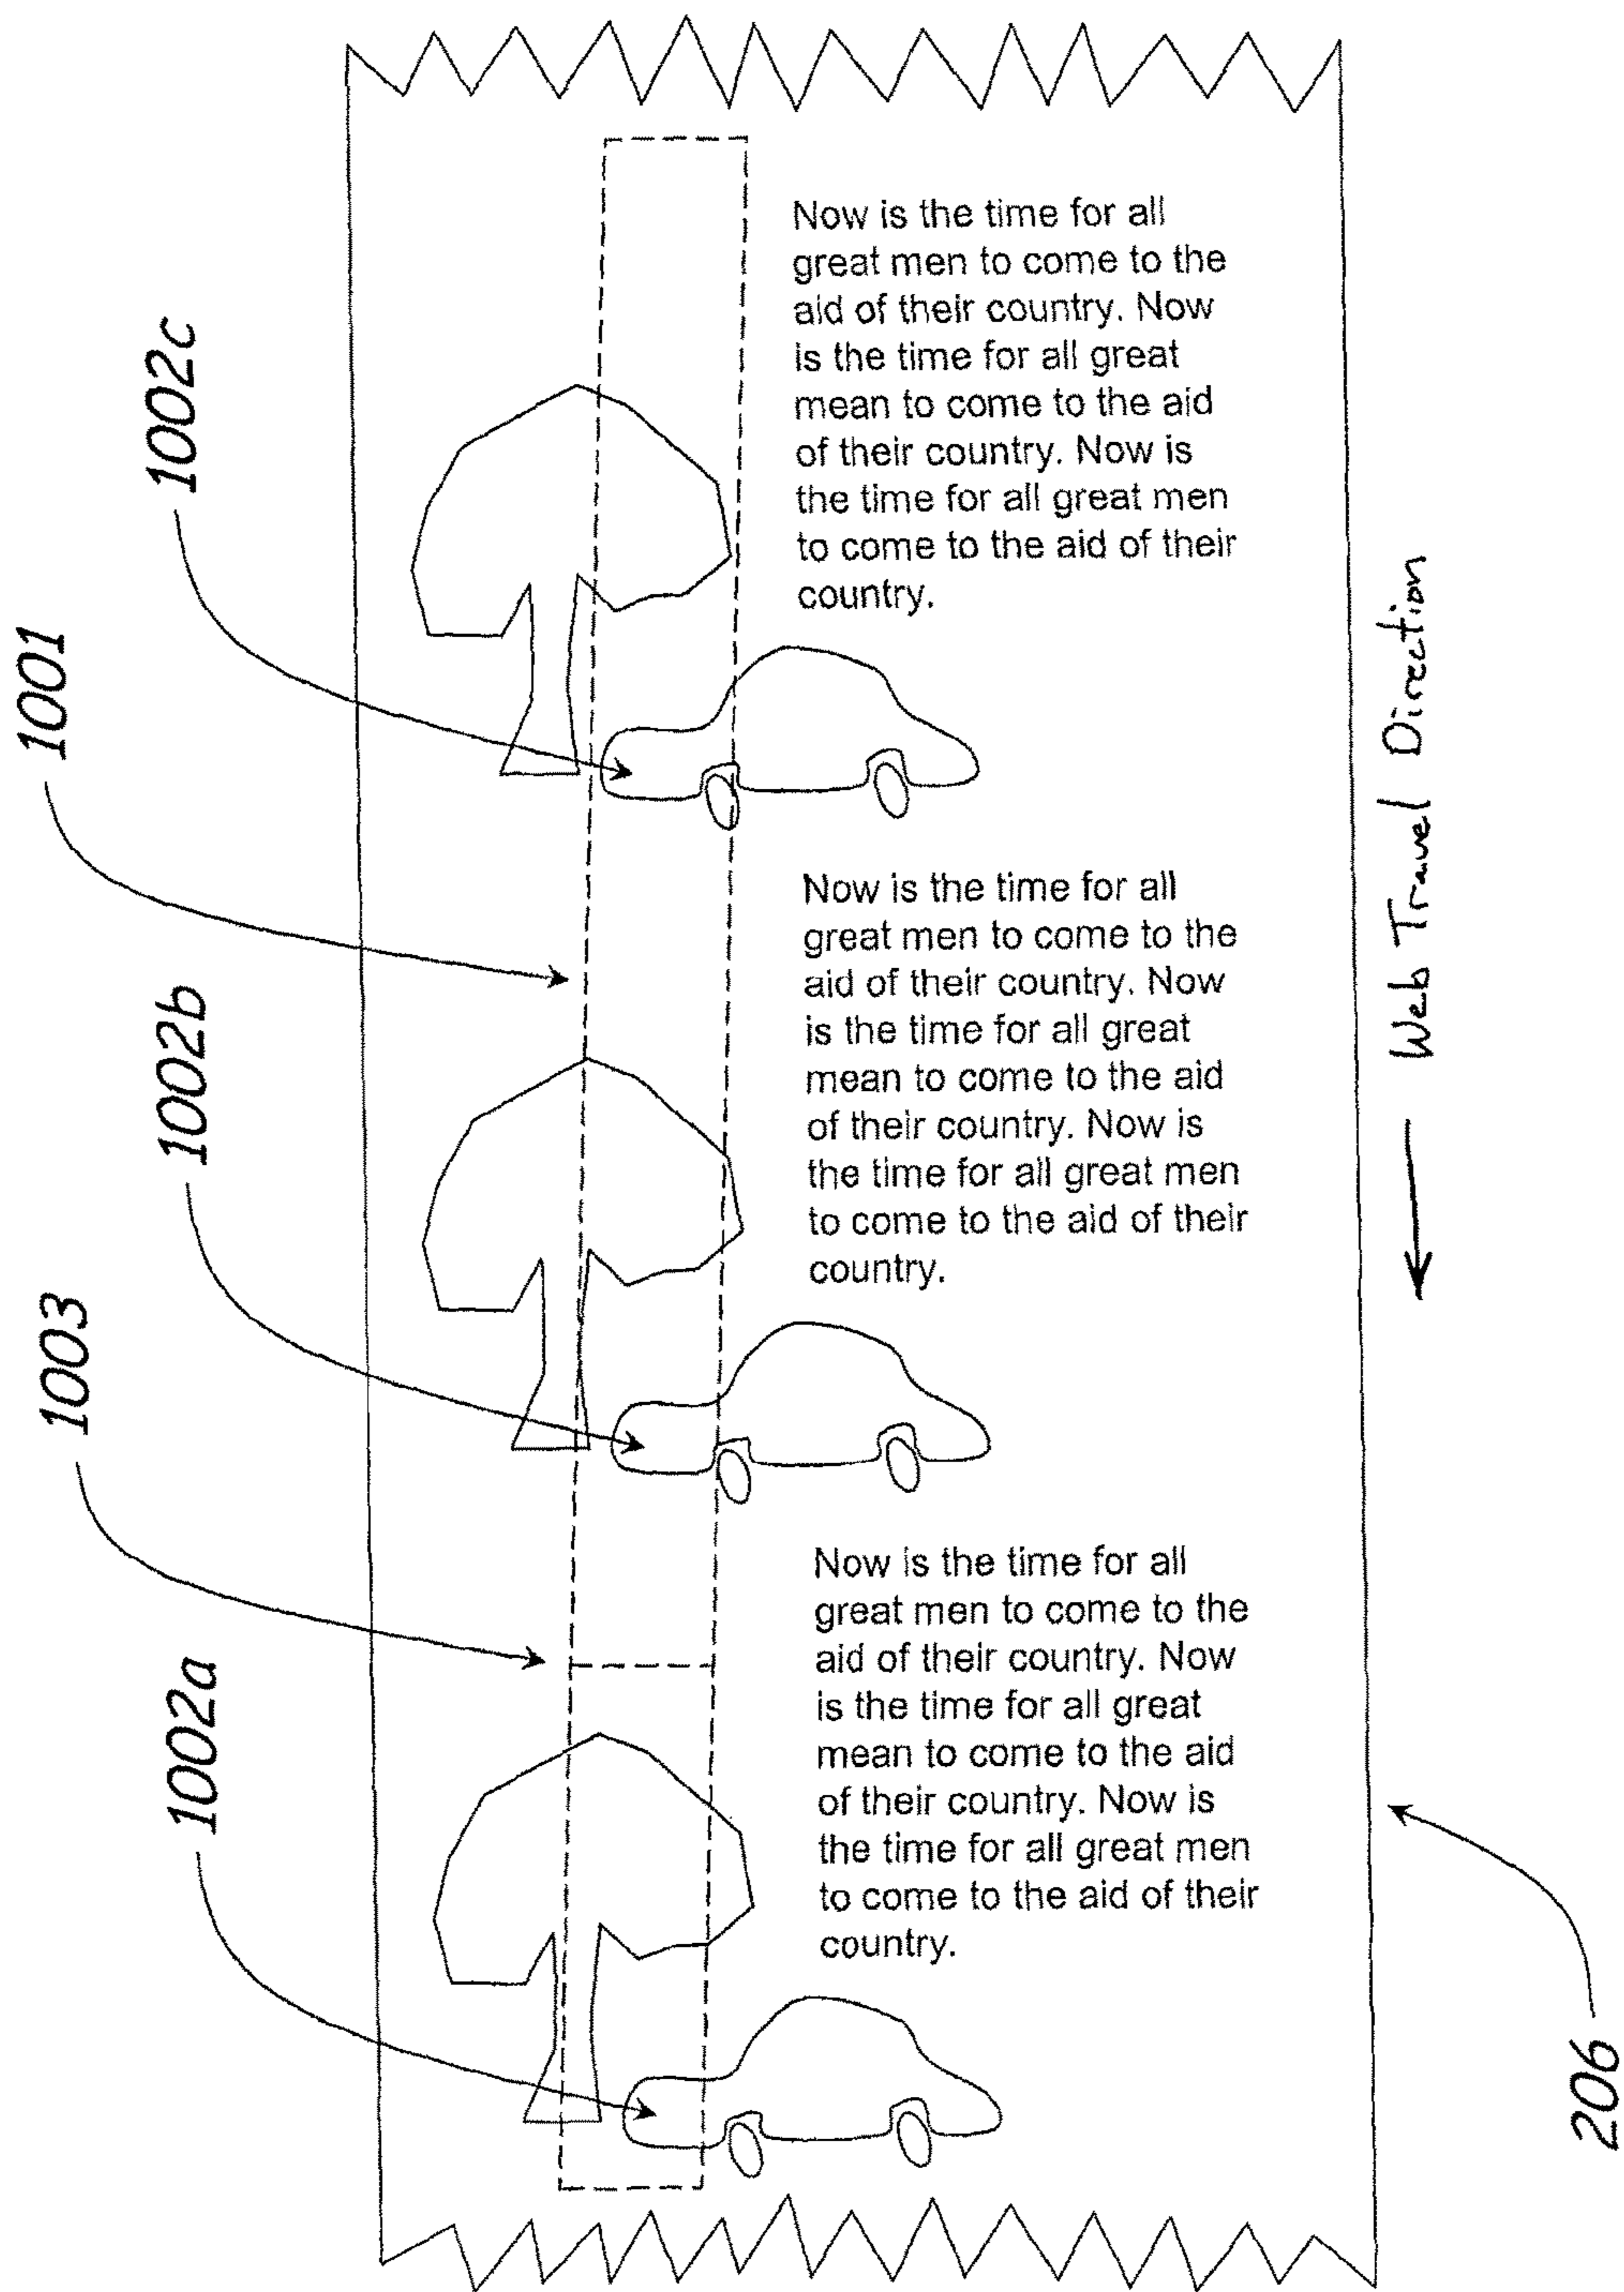 1002c
Now is the time for all
great men to come to the
aid of their country. Now
is the time for all great
mean to come to the aid
of their country. Now is
the time for all great men
to come to the aid of their
country.
1001
Web Travel Direction
1002b
Now is the time for all
great men to come to the
aid of their country. Now
is the time for all great
mean to come to the aid
of their country. Now is
the time for all great men
to come to the aid of their
country.
1003
1002a
Now is the time for all
great men to come to the
aid of their country. Now
is the time for all great
mean to come to the aid
of their country. Now is
the time for all great men
to come to the aid of their
country.
206